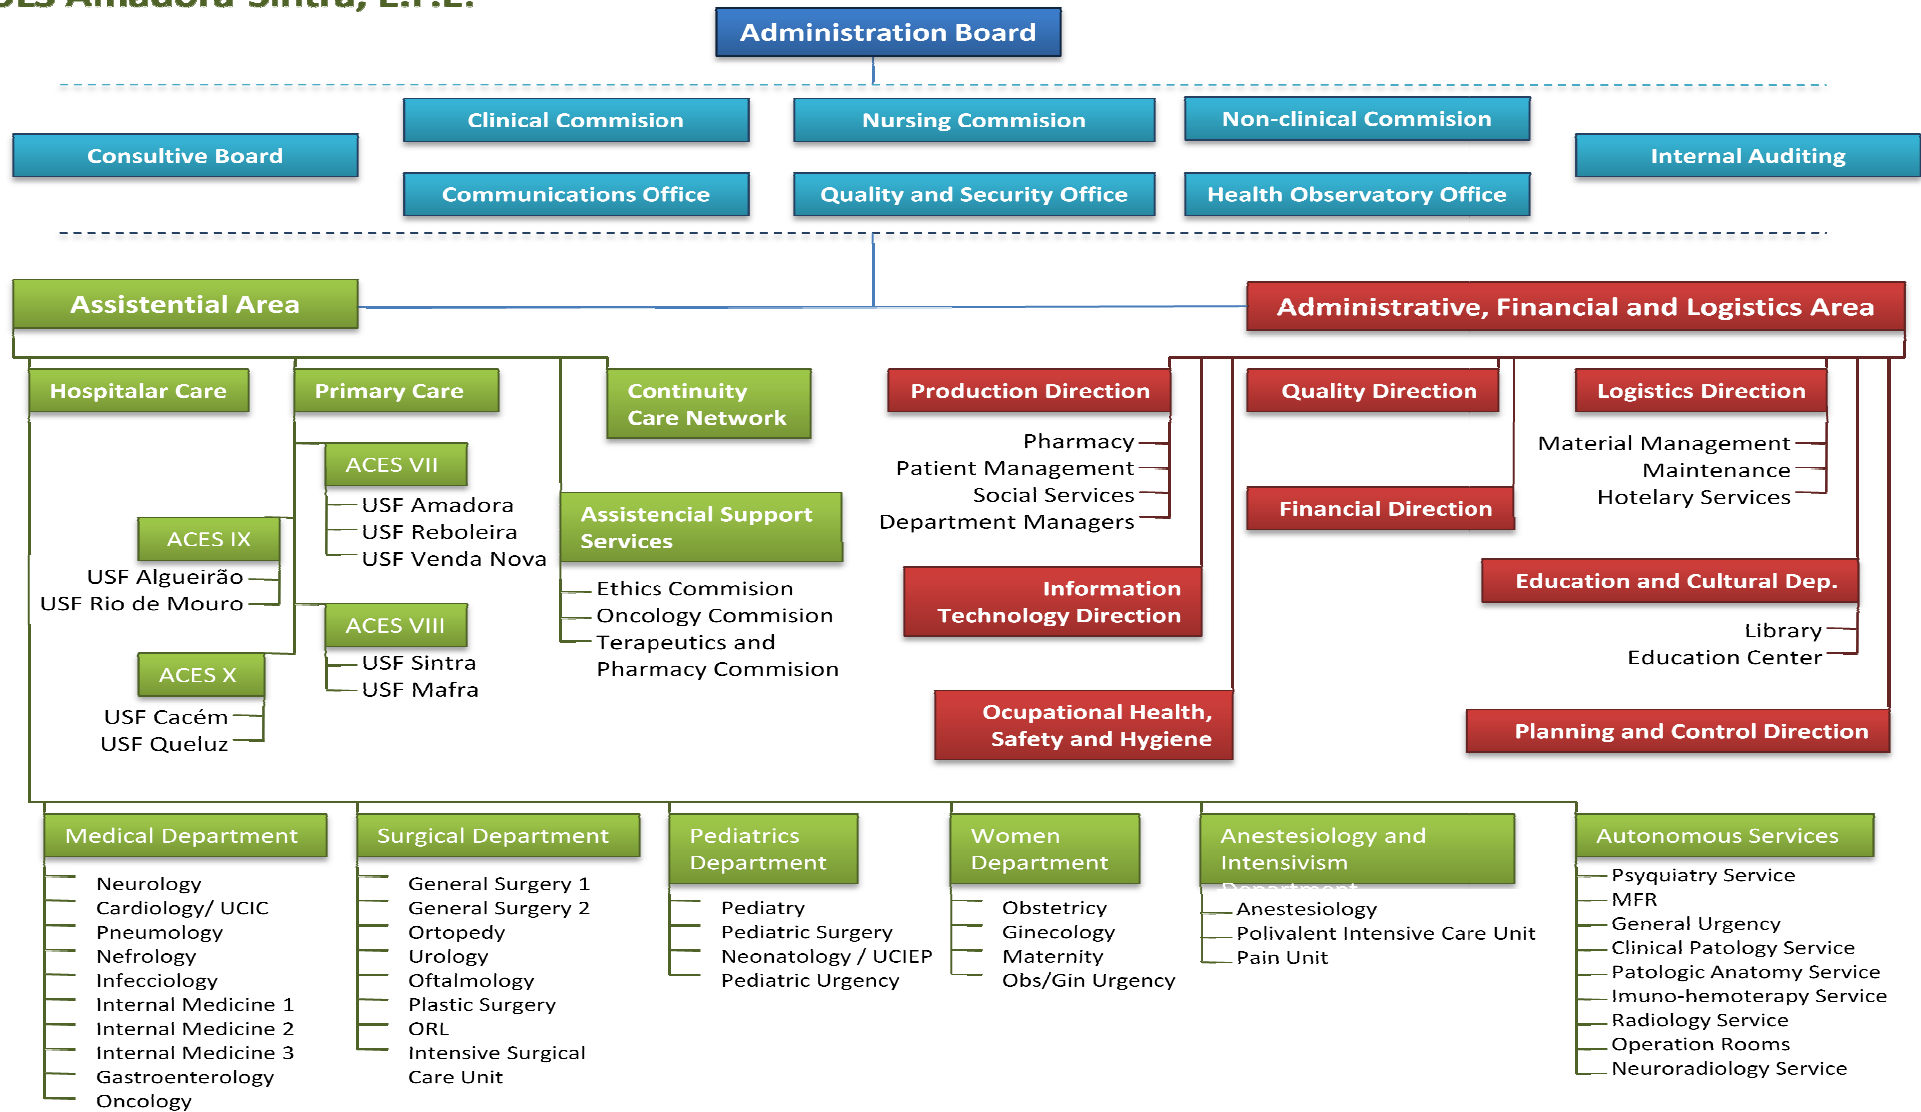 ULS Amadora-Sintra, E.P.E.
Administration Board
Clinical Commision
Nursing Commision
Non-clinical Commision
Consultive Board
Internal Auditing
Communications Office
Quality and Security Office
Health Observatory Office
Assistential Area
Administrative, Financial and Logistics Area
Hospitalar Care
Primary Care
ACES VII
USF Amadora
USF Reboleira
USF Venda Nova
ACES IX
USF Algueirão
USF Rio de Mouro
ACES VIII
USF Sintra
USF Mafra
ACES X
USF Cacém
USF Queluz
Continuity
Care Network
Assistencial Support
Services
Ethics Commision
Oncology Commision
Terapeutics and
Pharmacy Commision
Production Direction
Pharmacy
Patient Management
Social Services
Department Managers
Information
Technology Direction
Ocupational Health,
Safety and Hygiene
Quality Direction
Financial Direction
Logistics Direction
Material Management
Maintenance
Hotelary Services
Education and Cultural Dep.
Library
Education Center
Planning and Control Direction
Medical Department
Neurology
Cardiology/ UCIC
Pneumology
Nefrology
Infecciology
Internal Medicine 1
Internal Medicine 2
Internal Medicine 3
Gastroenterology
Oncology
Surgical Department
General Surgery 1
General Surgery 2
Ortopedy
Urology
Oftalmology
Plastic Surgery
ORL
Intensive Surgical
Care Unit
Pediatrics
Department
Pediatry
Pediatric Surgery
Neonatology / UCIEP
Pediatric Urgency
Women
Department
Obstetricy
Ginecology
Maternity
Obs/Gin Urgency
Anestesiology and
Intensivism
Department
Anestesiology
Polivalent Intensive Care Unit
Pain Unit
Autonomous Services
Psyquiatry Service
MFR
General Urgency
Clinical Patology Service
Patologic Anatomy Service
Imuno-hemoterapy Service
Radiology Service
Operation Rooms
Neuroradiology Service